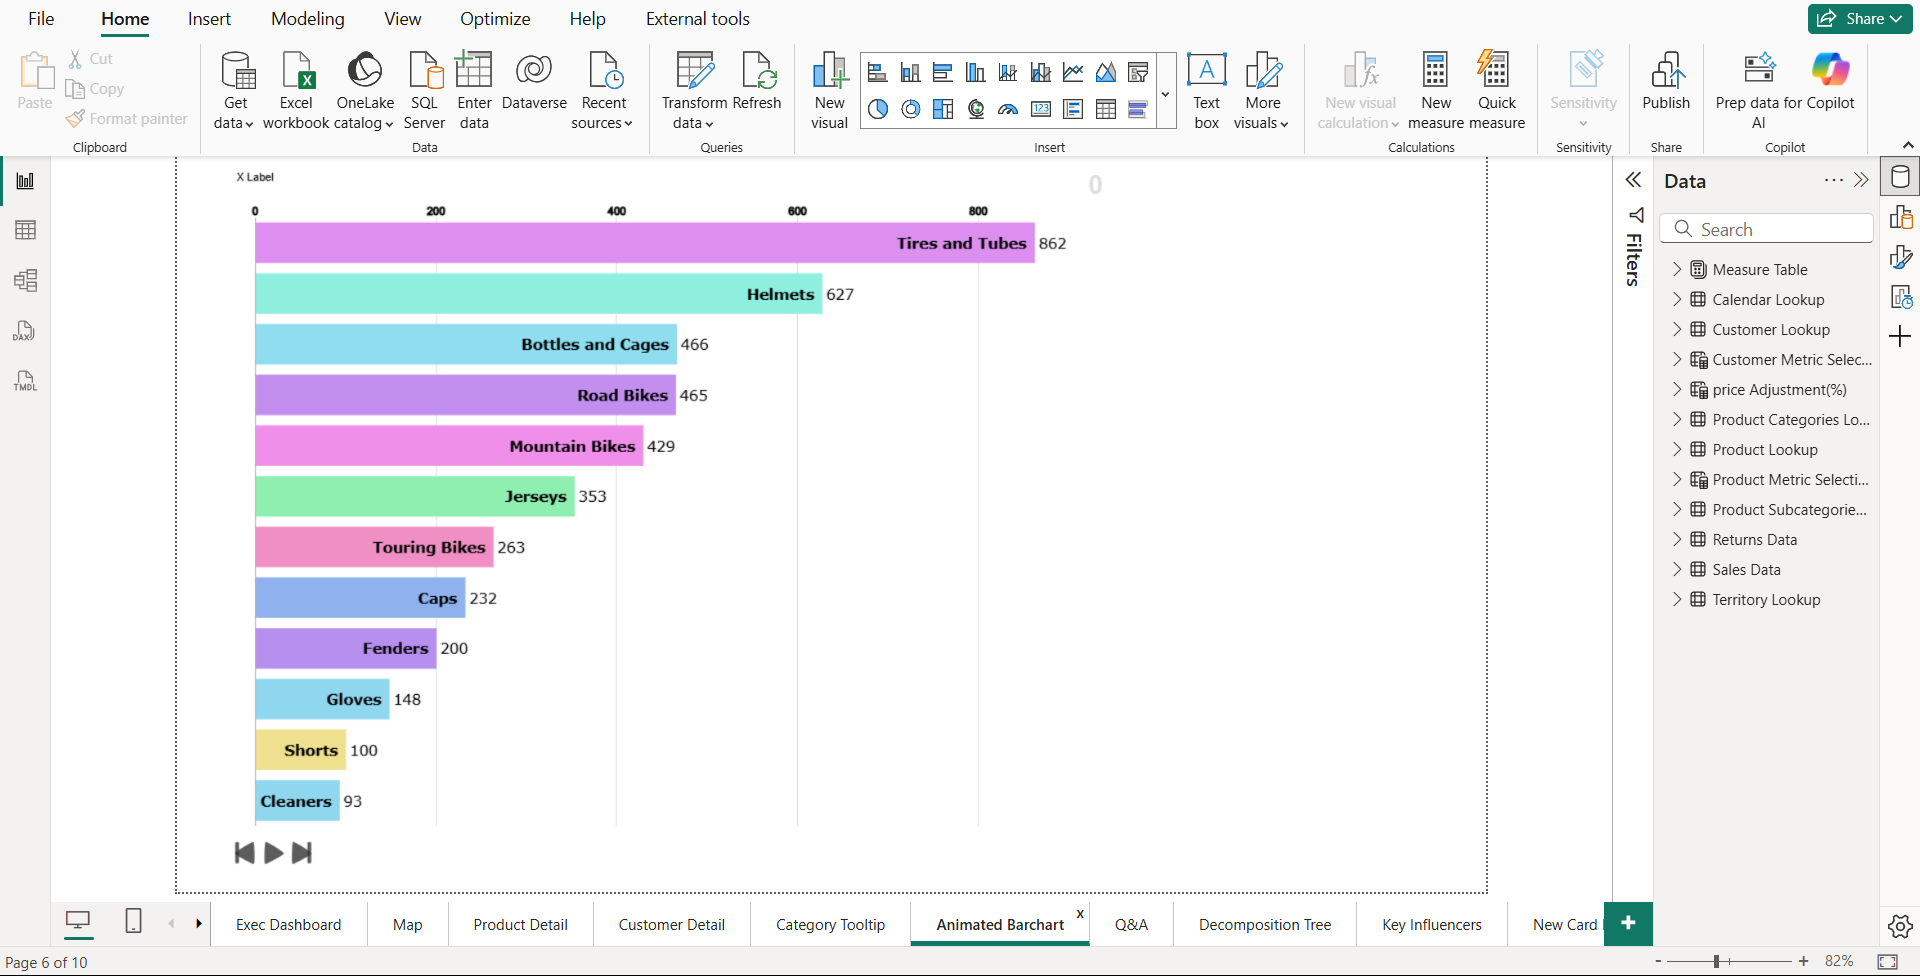 File Home Insert Modeling View Optimize Help External tools Share
Paste Cut
Copy
Format painter
Clipboard
Get data
Excel workbook
OneLake catalog
SQL Server
Enter data
Dataverse
Recent sources
Data
Transform data
Refresh
Queries
New visual
123
A
Text box
More visuals
Insert
fx
New visual calculation
New measure
Quick measure
Calculations
Sensitivity
Sensitivity
Publish
Share
Prep data for AI
Copilot
Copilot
DAX
TMDL
X Label
0
0 200 400 600 800
Tires and Tubes 862
Helmets 627
Bottles and Cages 466
Road Bikes 465
Mountain Bikes 429
Jerseys 353
Touring Bikes 263
Caps 232
Fenders 200
Gloves 148
Shorts 100
Cleaners 93
Filters
Data
Search
Measure Table
Calendar Lookup
Customer Lookup
Customer Metric Selec...
price Adjustment(%)
Product Categories Lo...
Product Lookup
Product Metric Selecti...
Product Subcategorie...
Returns Data
Sales Data
Territory Lookup
Exec Dashboard Map Product Detail Customer Detail Category Tooltip Animated Barchart x Q&A Decomposition Tree Key Influencers New Card
Page 6 of 10
- + 82%